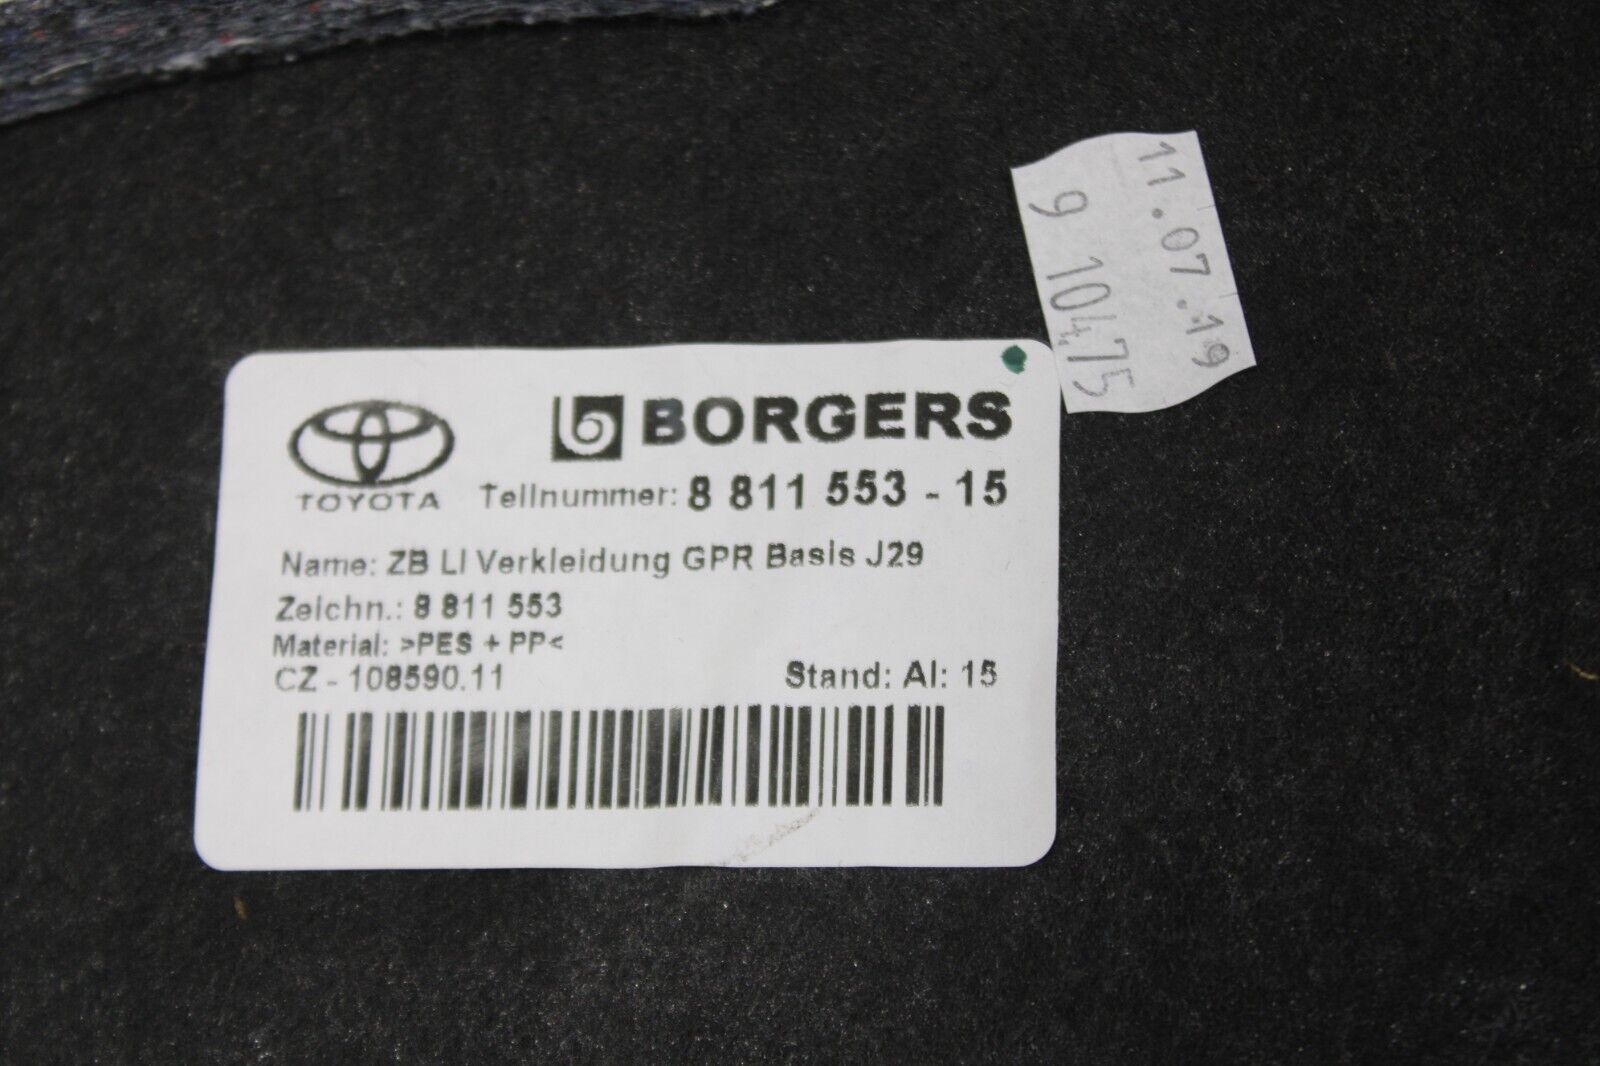 11.07.19
9 10475
BORGERS
TOYOTA
Teilnummer: 8 811 553 - 15
Name: ZB LI Verkleidung GPR Basis J29
Zeichn.: 8 811 553
Material: >PES + PP<
CZ - 108590.11
Stand: AI: 15